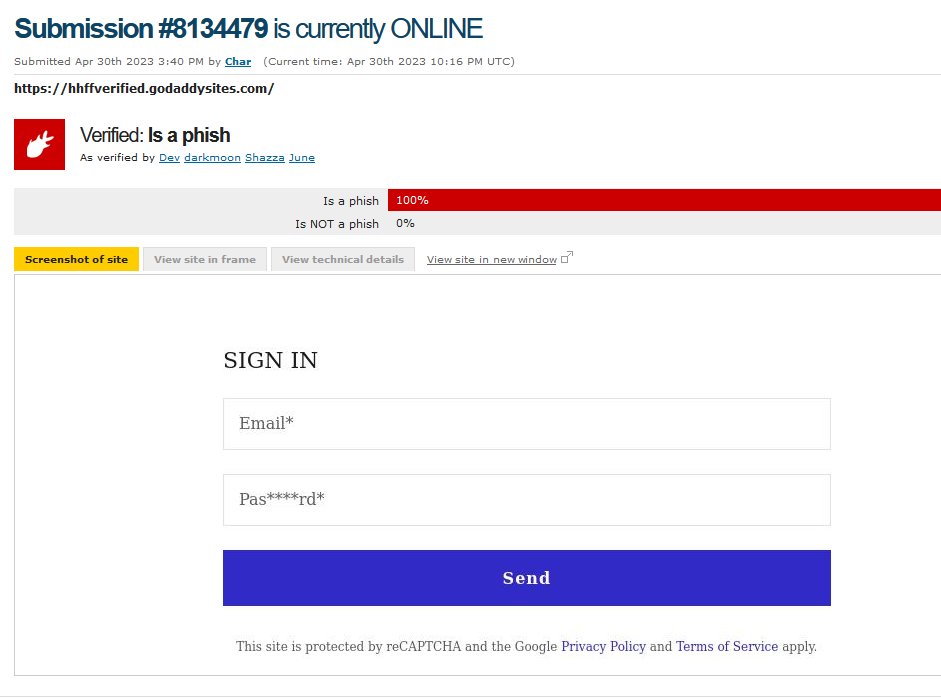 Submission #8134479 is currently ONLINE
Submitted Apr 30th 2023 3:40 PM by Char (Current time: Apr 30th 2023 10:16 PM UTC)
https://hhffverified.godaddysites.com/
Verified: Is a phish
As verified by Dev darkmoon Shazza June
Is a phish 100%
Is NOT a phish 0%
Screenshot of site View site in frame View technical details View site in new window
SIGN IN
Email*
Pas****rd*
Send
This site is protected by reCAPTCHA and the Google Privacy Policy and Terms of Service apply.